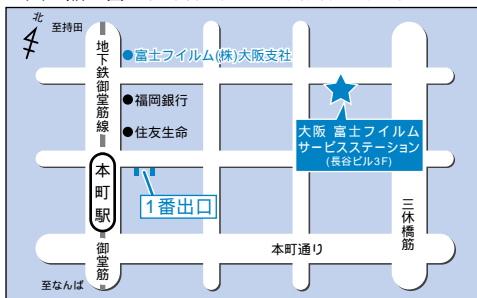 北
至持田
地下鉄御堂筋線
●富士フイルム(株)大阪支社
●福岡銀行
●住友生命
大阪 富士フイルム
サービスステーション
(長谷ビル3F)
本町駅
1番出口
三休橋筋
御堂筋
本町通り
至なんば